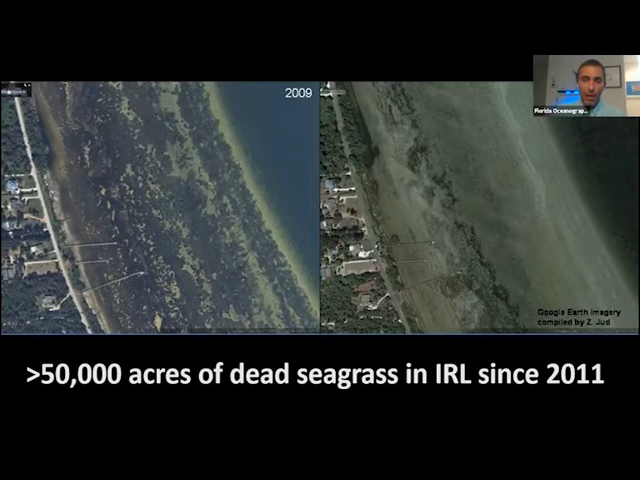 2009
Florida Oceanograp...
Google Earth imagery
compiled by Z. Jud
>50,000 acres of dead seagrass in IRL since 2011